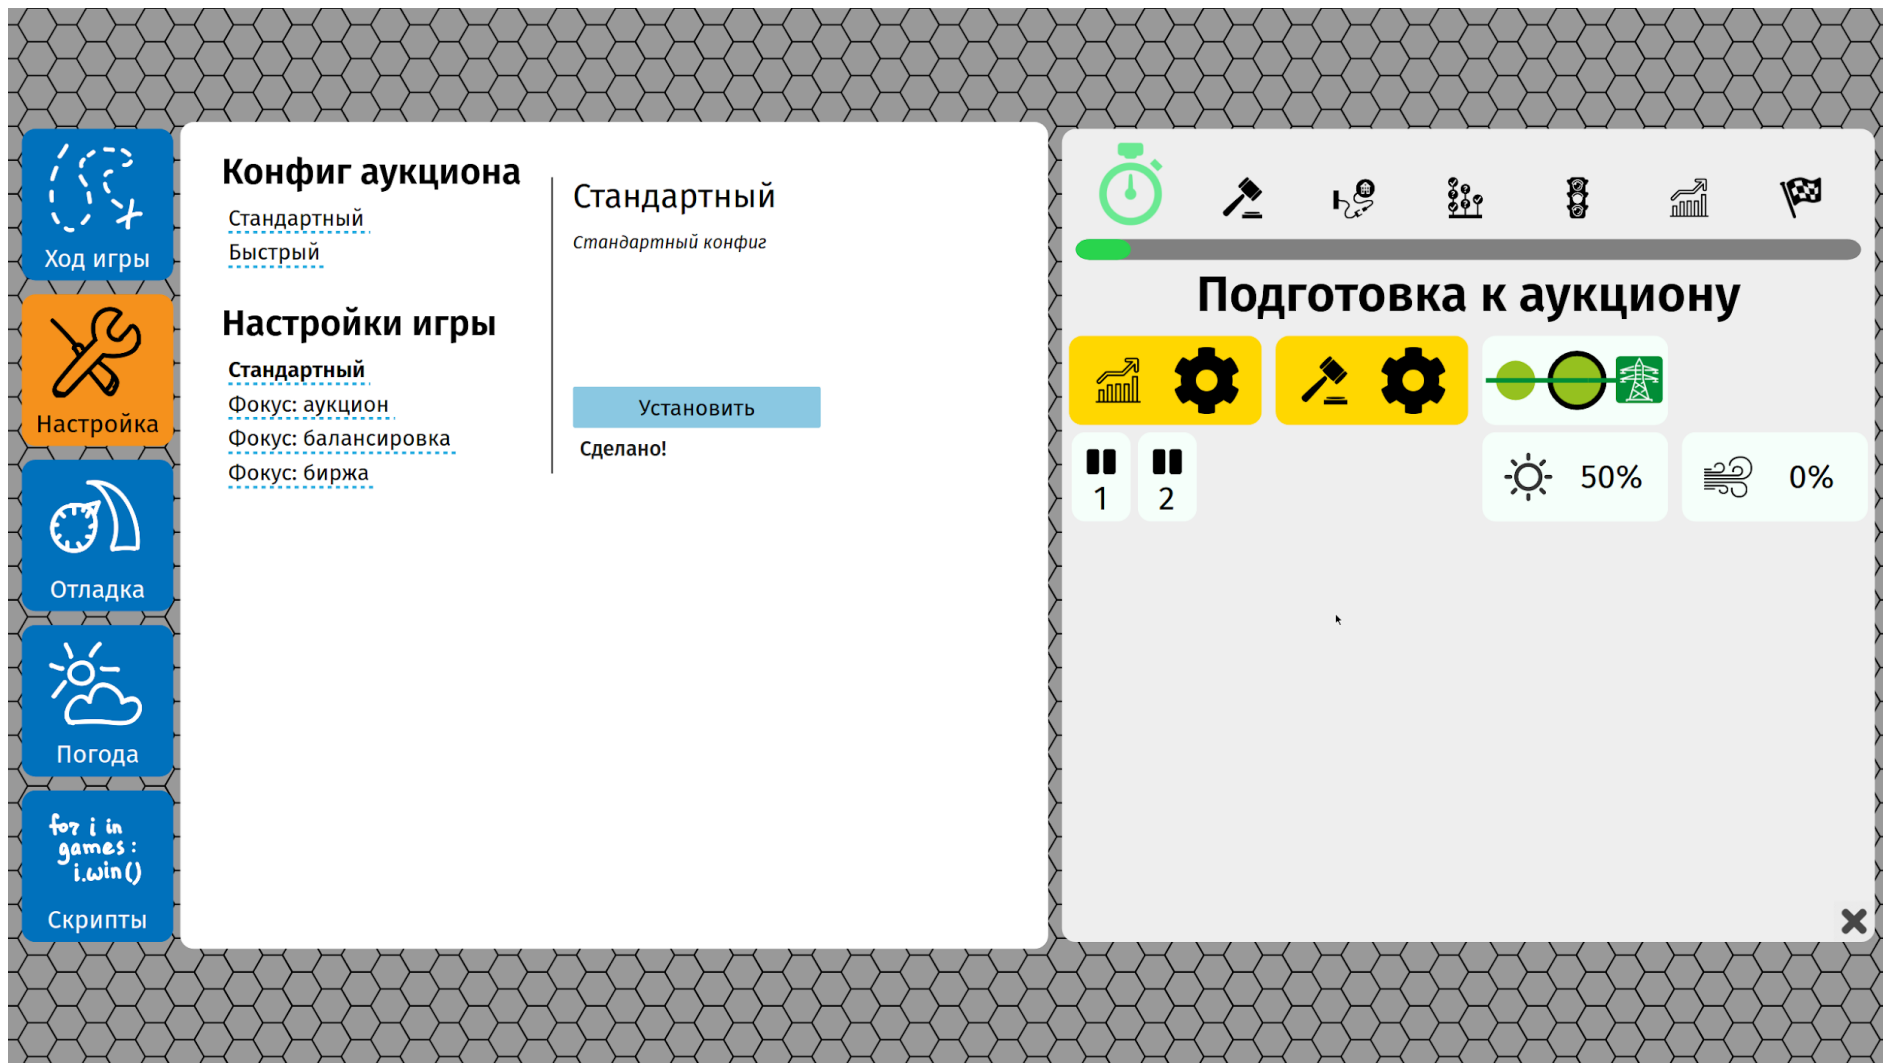 Ход игры
Настройка
Отладка
Погода
for i in
games:
i.win()
Скрипты
Конфиг аукциона
Стандартный
Быстрый
Настройки игры
Стандартный
Фокус: аукцион
Фокус: балансировка
Фокус: биржа
Стандартный
Стандартный конфиг
Установить
Сделано!
Подготовка к аукциону
1
2
50%
0%